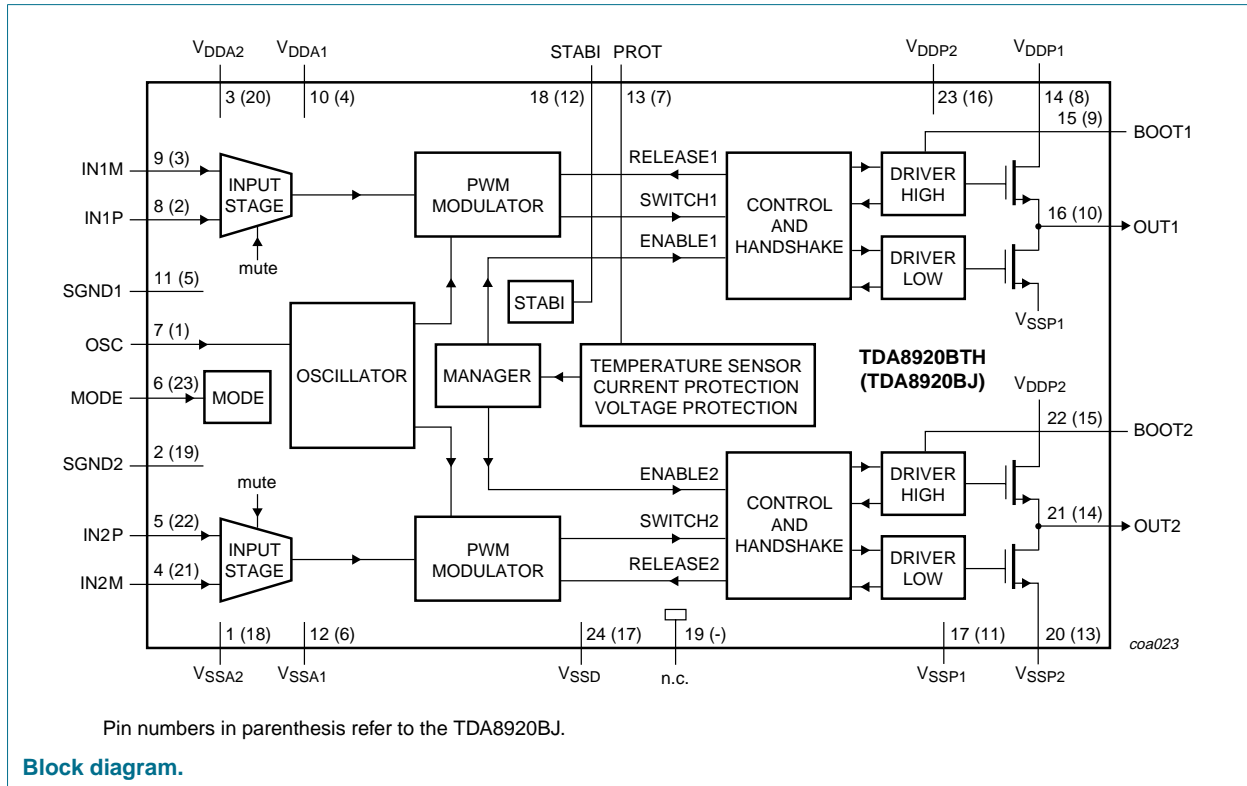 VDDA2
VDDA1
STABI PROT
VDDP2
VDDP1
3 (20)
10 (4)
18 (12)
13 (7)
23 (16)
14 (8)
15 (9)
BOOT1
IN1M
9 (3)
INPUT
STAGE
IN1P
8 (2)
mute
PWM
MODULATOR
RELEASE1
SWITCH1
ENABLE1
CONTROL
AND
HANDSHAKE
DRIVER
HIGH
DRIVER
LOW
16 (10)
OUT1
VSSP1
SGND1
11 (5)
OSC
7 (1)
MODE
6 (23)
MODE
OSCILLATOR
STABI
MANAGER
TEMPERATURE SENSOR
CURRENT PROTECTION
VOLTAGE PROTECTION
TDA8920BTH
(TDA8920BJ)
VDDP2
22 (15)
BOOT2
SGND2
2 (19)
mute
IN2P
5 (22)
INPUT
STAGE
IN2M
4 (21)
PWM
MODULATOR
ENABLE2
SWITCH2
RELEASE2
CONTROL
AND
HANDSHAKE
DRIVER
HIGH
DRIVER
LOW
21 (14)
OUT2
1 (18)
12 (6)
24 (17)
19 (-)
17 (11)
20 (13)
coa023
VSSA2
VSSA1
VSSD
n.c.
VSSP1
VSSP2
Pin numbers in parenthesis refer to the TDA8920BJ.
Block diagram.